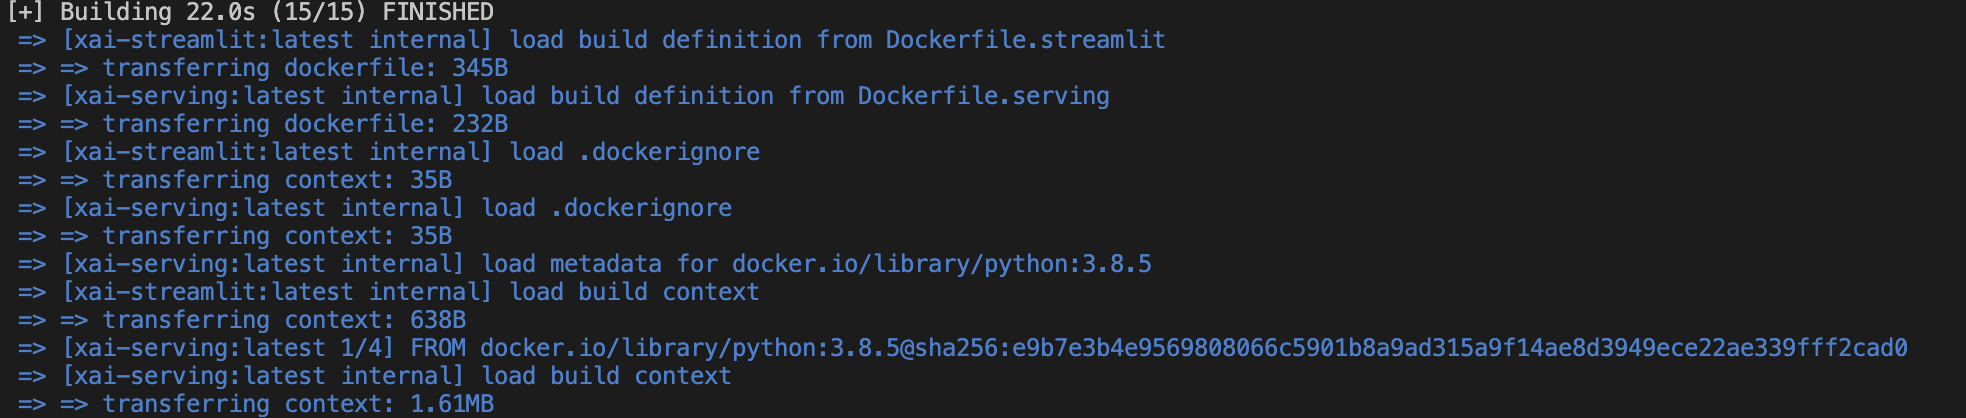 [+] Building 22.0s (15/15) FINISHED
=> [xai-streamlit:latest internal] load build definition from Dockerfile.streamlit
=> => transferring dockerfile: 345B
=> [xai-serving:latest internal] load build definition from Dockerfile.serving
=> => transferring dockerfile: 232B
=> [xai-streamlit:latest internal] load .dockerignore
=> => transferring context: 35B
=> [xai-serving:latest internal] load .dockerignore
=> => transferring context: 35B
=> [xai-serving:latest internal] load metadata for docker.io/library/python:3.8.5
=> [xai-streamlit:latest internal] load build context
=> => transferring context: 638B
=> [xai-serving:latest 1/4] FROM docker.io/library/python:3.8.5@sha256:e9b7e3b4e9569808066c5901b8a9ad315a9f14ae8d3949ece22ae339fff2cad0
=> [xai-serving:latest internal] load build context
=> => transferring context: 1.61MB